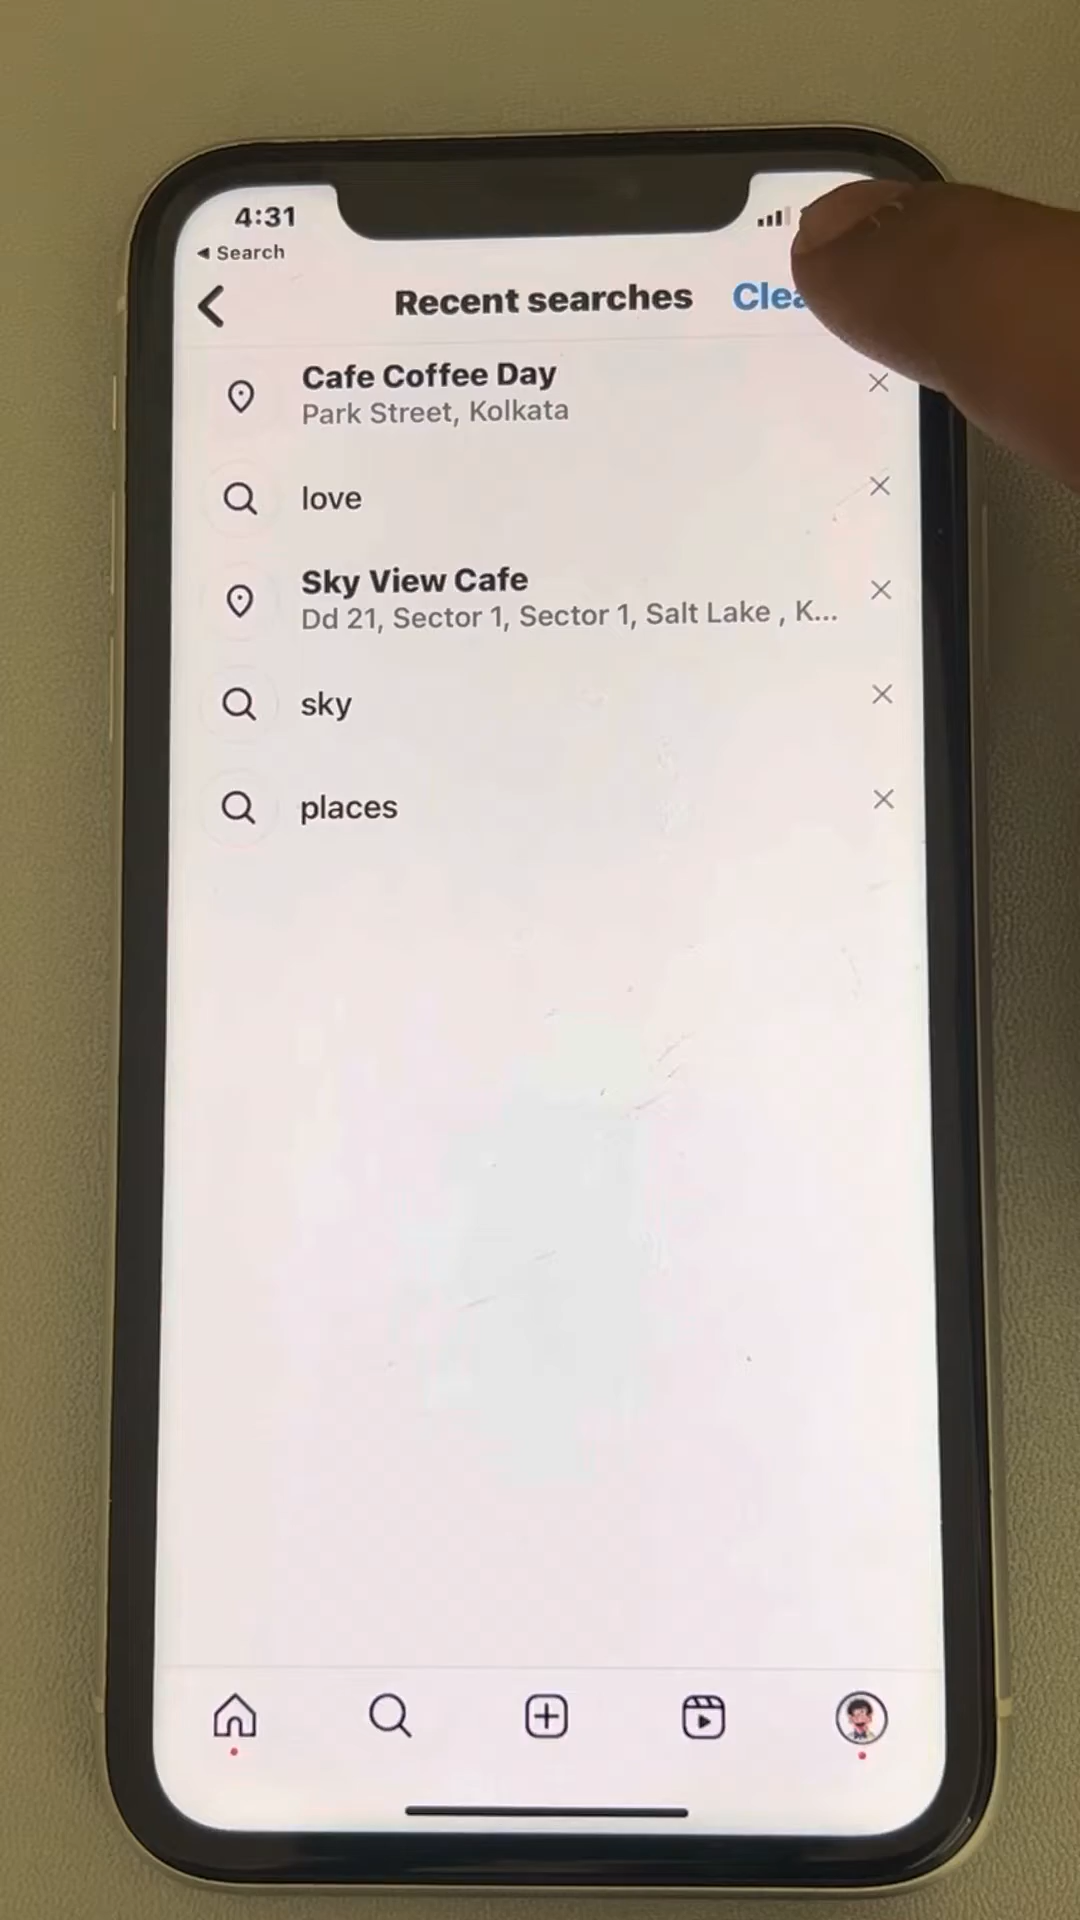 4:31
Search
Recent searches
Cafe Coffee Day
Park Street, Kolkata
love
Sky View Cafe
Dd 21, Sector 1, Sector 1, Salt Lake , K...
sky
places